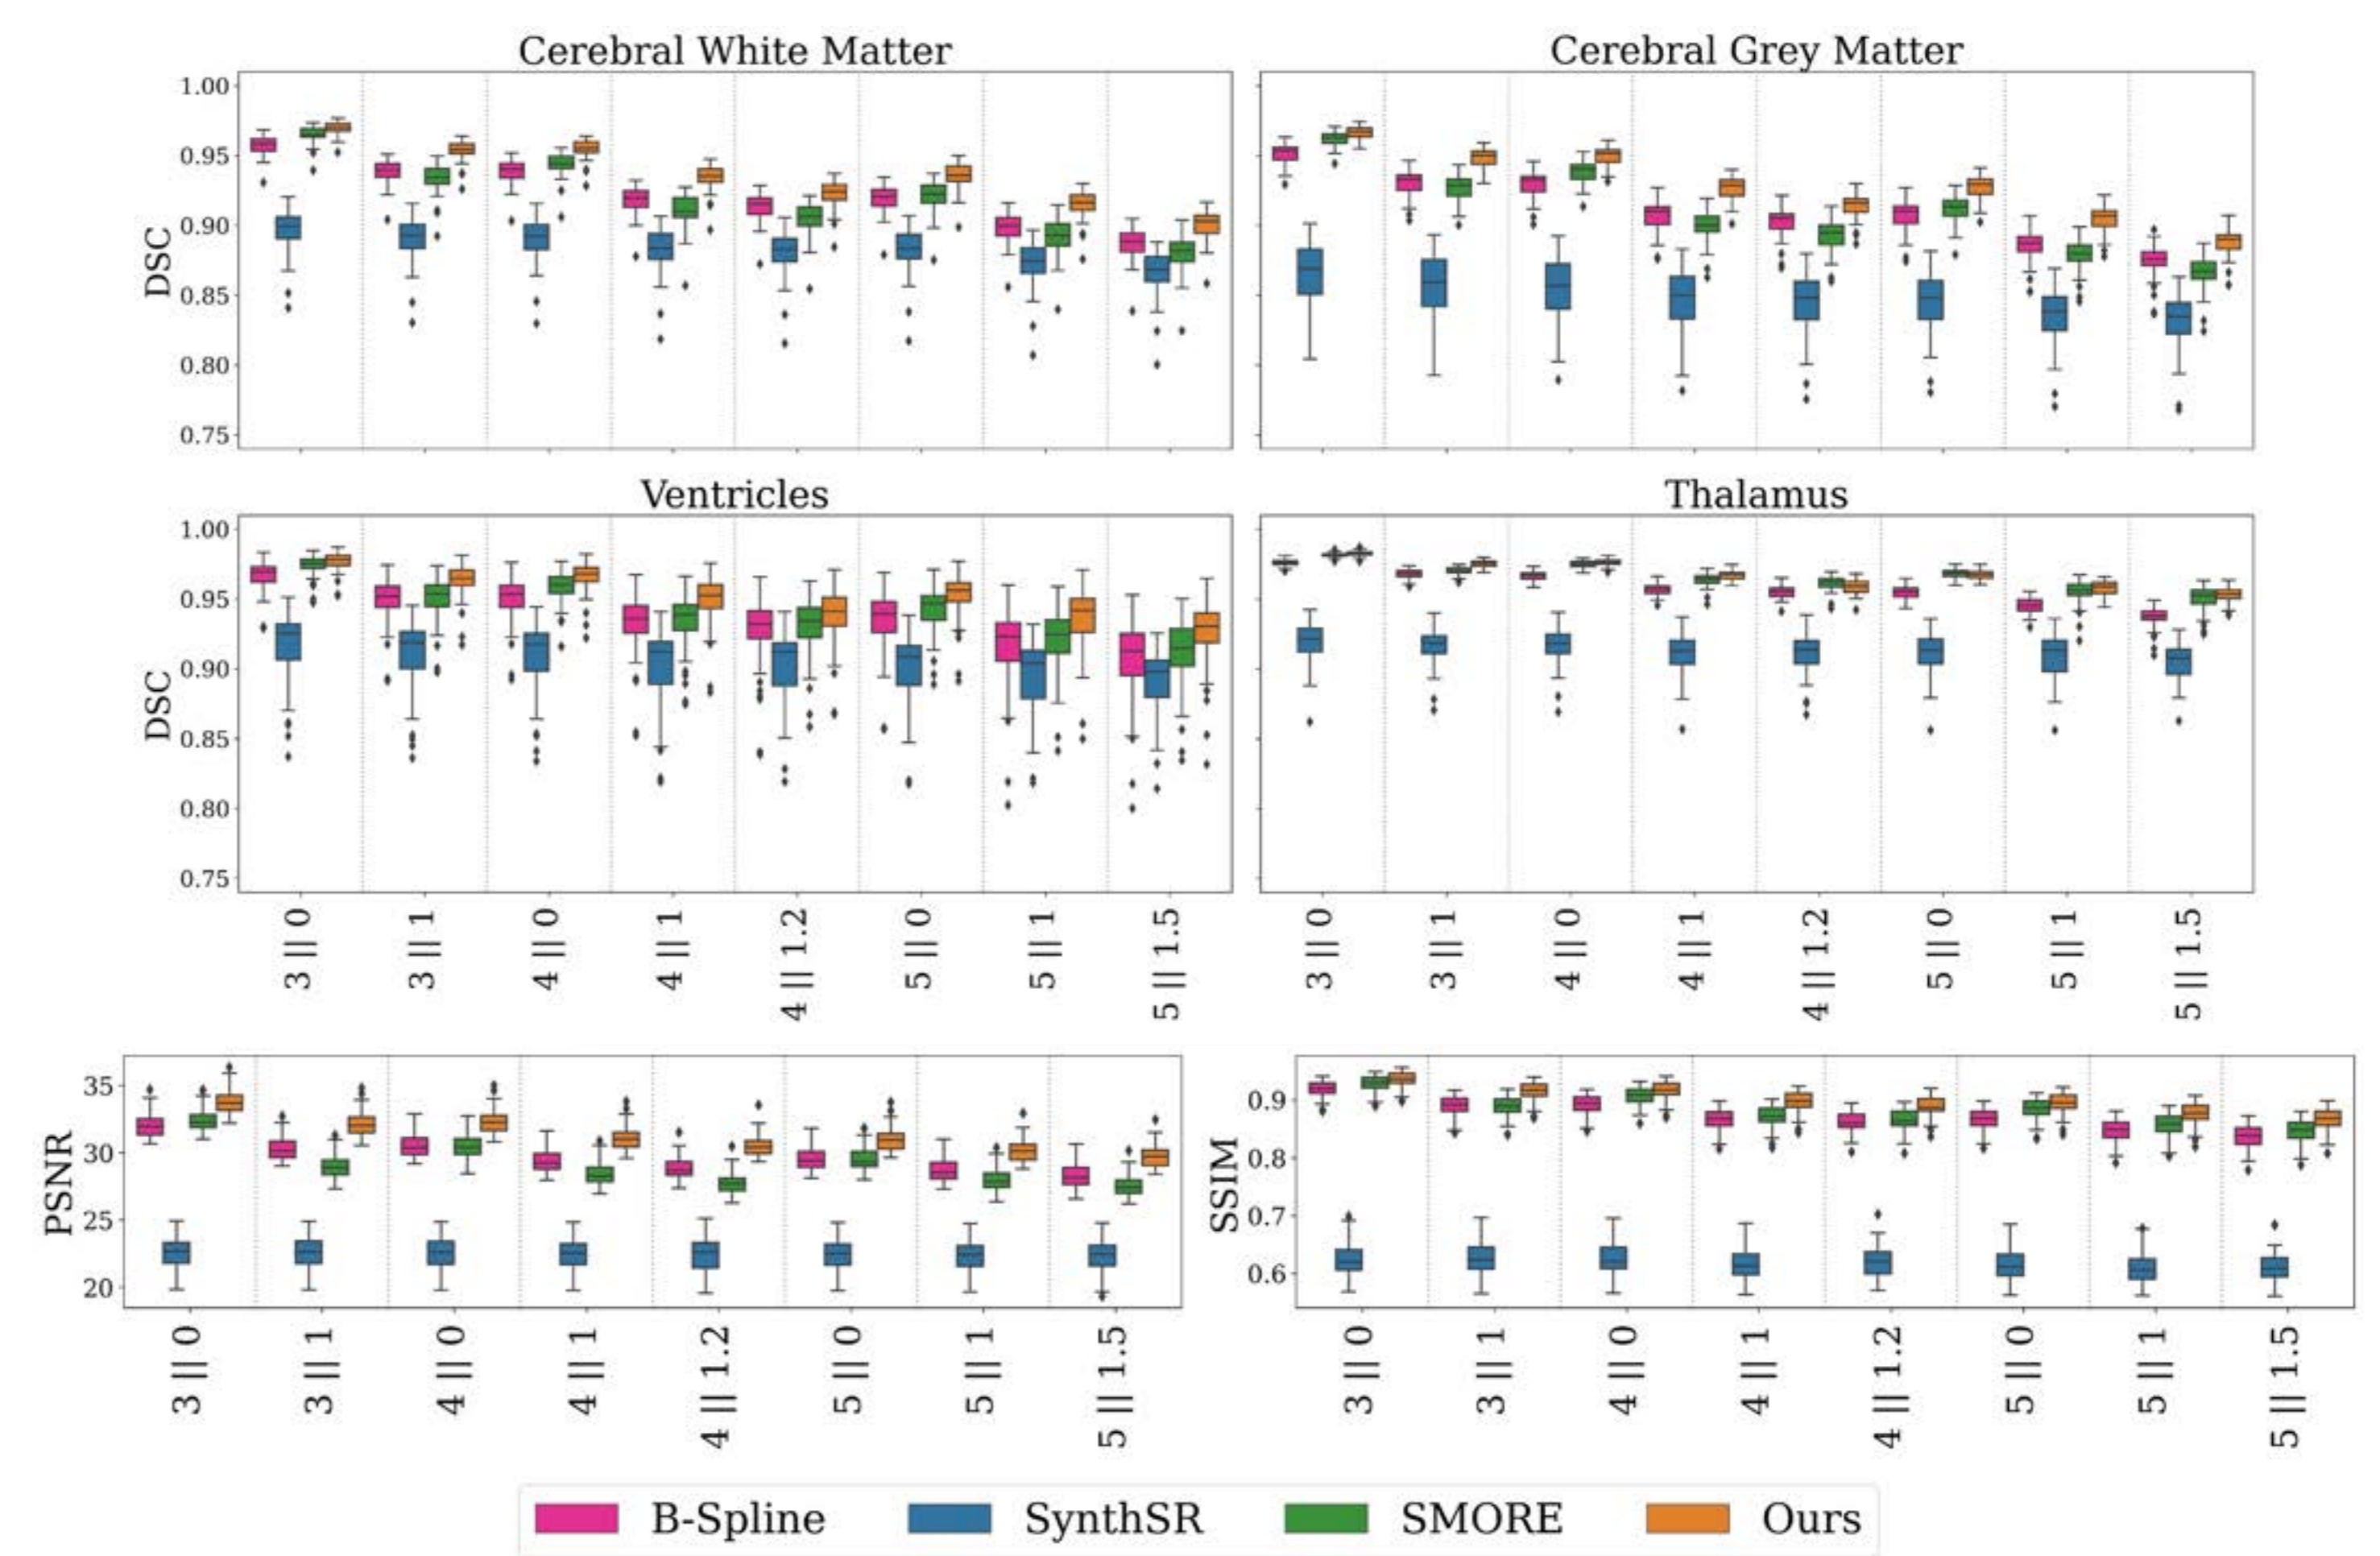 Cerebral White Matter
Cerebral Grey Matter
DSC
1.00
0.95
0.90
0.85
0.80
0.75
Ventricles
Thalamus
DSC
1.00
0.95
0.90
0.85
0.80
0.75
3 || 0
3 || 1
4 || 0
4 || 1
4 || 1.2
5 || 0
5 || 1
5 || 1.5
3 || 0
3 || 1
4 || 0
4 || 1
4 || 1.2
5 || 0
5 || 1
5 || 1.5
PSNR
35
30
25
20
3 || 0
3 || 1
4 || 0
4 || 1
4 || 1.2
5 || 0
5 || 1
5 || 1.5
SSIM
0.9
0.8
0.7
0.6
3 || 0
3 || 1
4 || 0
4 || 1
4 || 1.2
5 || 0
5 || 1
5 || 1.5
B-Spline
SynthSR
SMORE
Ours